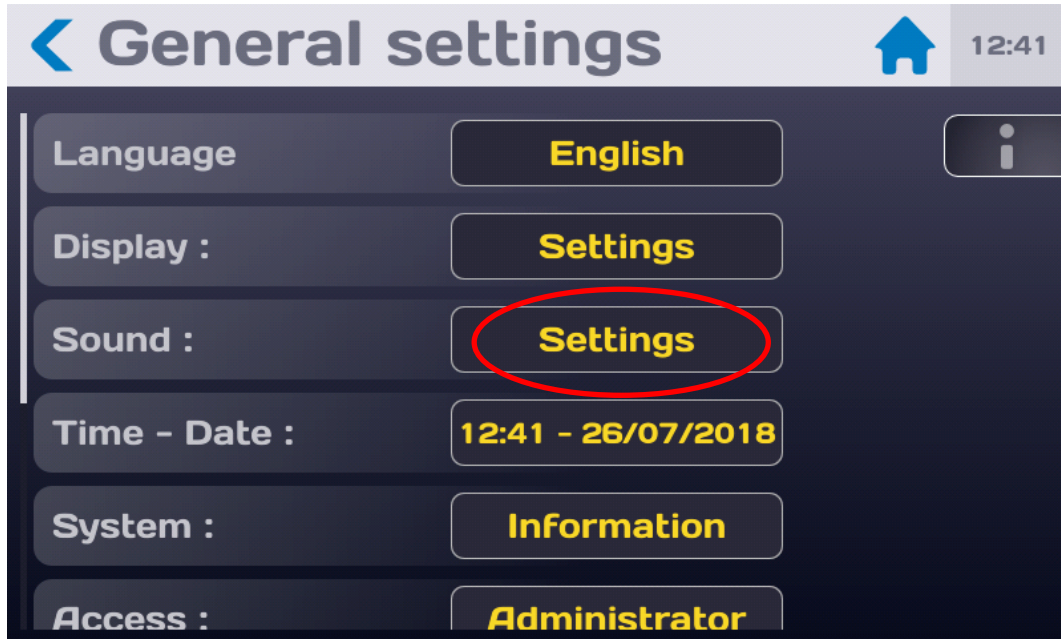 General settings
12:41
Language English
Display : Settings
Sound : Settings
Time - Date : 12:41 - 26/07/2018
System : Information
Access : Administrator